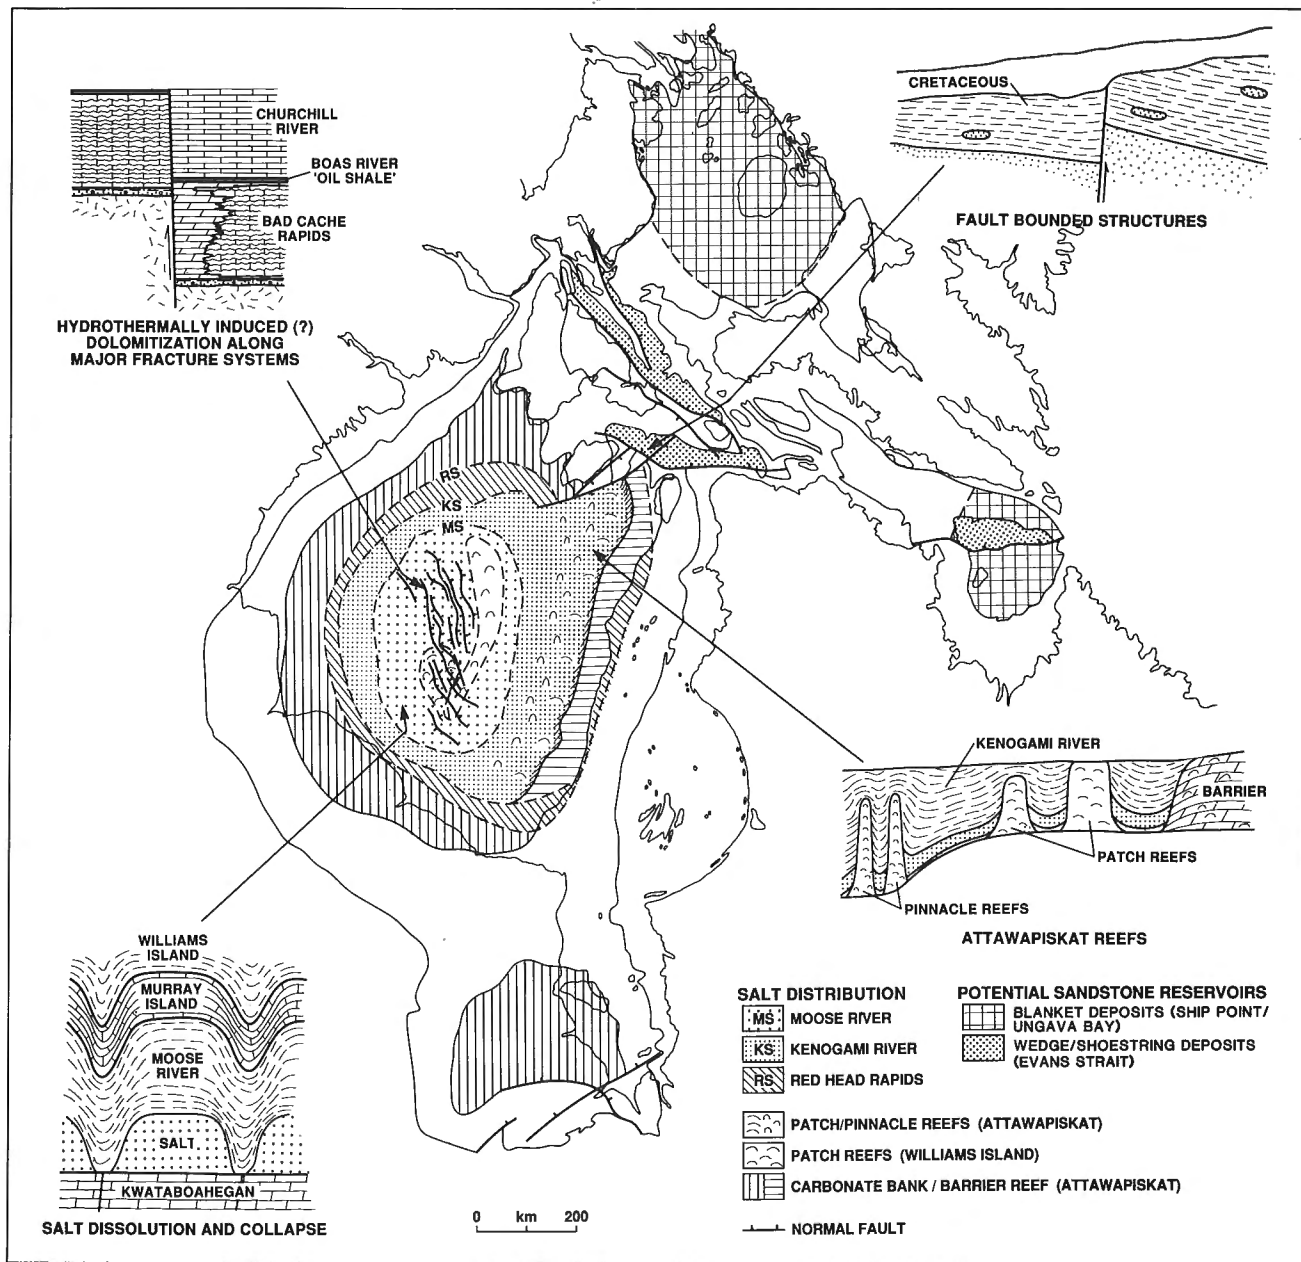 CHURCHILL
RIVER
BOAS RIVER
'OIL SHALE'
BAD CACHE
RAPIDS
HYDROTHERMALLY INDUCED (?)
DOLOMITIZATION ALONG
MAJOR FRACTURE SYSTEMS
CRETACEOUS
FAULT BOUNDED STRUCTURES
RS
KS
MS
KENOGAMI RIVER
BARRIER
PATCH REEFS
PINNACLE REEFS
ATTAWAPISKAT REEFS
WILLIAMS
ISLAND
MURRAY
ISLAND
MOOSE
RIVER
SALT
KWATABOAHEGAN
SALT DISSOLUTION AND COLLAPSE
0 km 200
SALT DISTRIBUTION
MS MOOSE RIVER
KS KENOGAMI RIVER
RS RED HEAD RAPIDS
PATCH/PINNACLE REEFS (ATTAWAPISKAT)
PATCH REEFS (WILLIAMS ISLAND)
CARBONATE BANK / BARRIER REEF (ATTAWAPISKAT)
NORMAL FAULT
POTENTIAL SANDSTONE RESERVOIRS
BLANKET DEPOSITS (SHIP POINT/
UNGAVA BAY)
WEDGE/SHOESTRING DEPOSITS
(EVANS STRAIT)